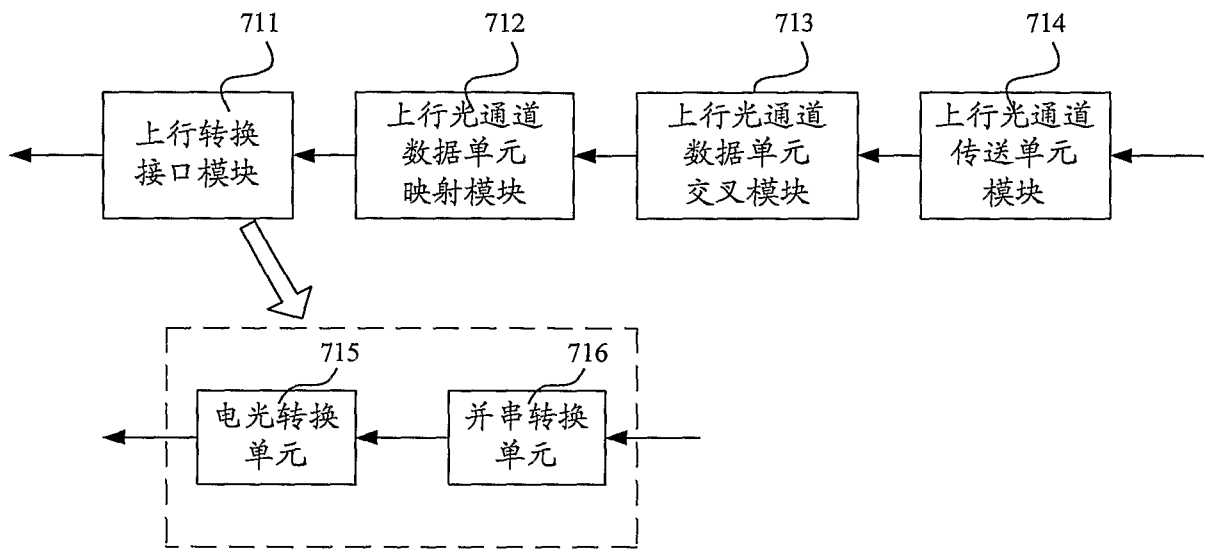 711
712
713
714
上行转换
接口模块
上行光通道
数据单元
映射模块
上行光通道
数据单元
交叉模块
上行光通道
传送单元
模块
715
716
电光转换
单元
并串转换
单元